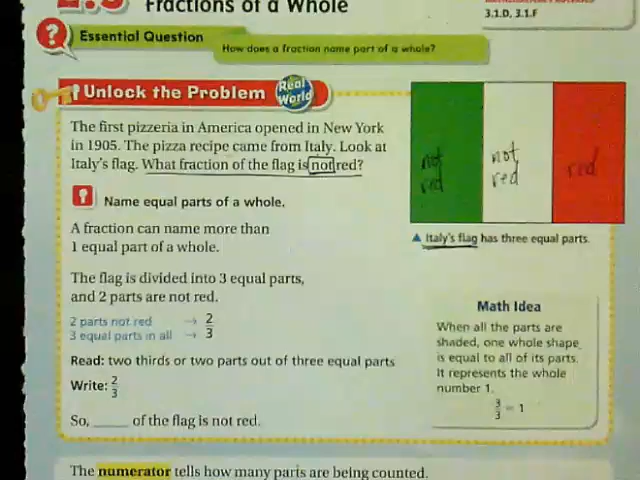 Fractions of a Whole
3.1.D, 3.1.F
Essential Question
How does a fraction name part of a whole?
Unlock the Problem
Real World
The first pizzeria in America opened in New York
in 1905. The pizza recipe came from Italy. Look at
Italy's flag. What fraction of the flag is not red?
not red
not red
red
Italy's flag has three equal parts.
Name equal parts of a whole.
A fraction can name more than
1 equal part of a whole.
The flag is divided into 3 equal parts,
and 2 parts are not red.
2 parts not red → 2
3 equal parts in all → 3
Read: two thirds or two parts out of three equal parts
Write: 2/3
So, _____ of the flag is not red.
Math Idea
When all the parts are
shaded, one whole shape
is equal to all of its parts.
It represents the whole
number 1.
3/3 = 1
The numerator tells how many parts are being counted.